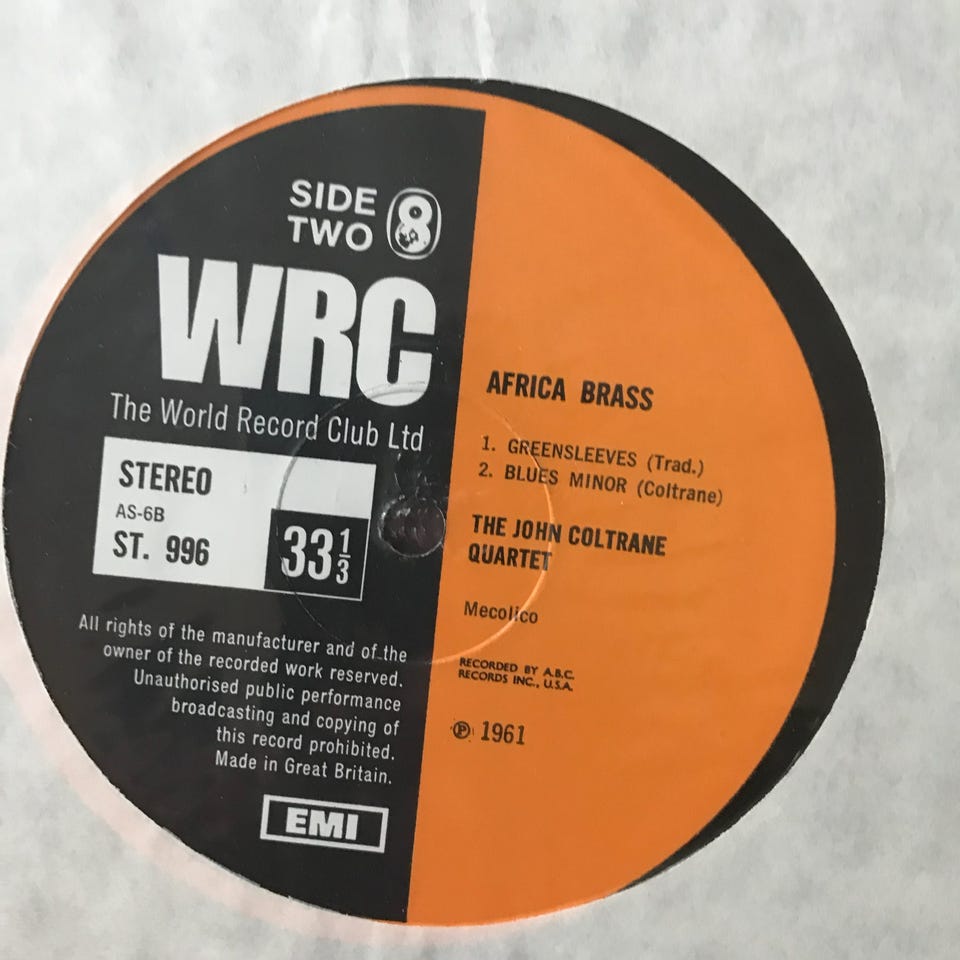 SIDE
TWO
8
WRC
The World Record Club Ltd
STEREO
AS-6B
ST. 996
33⅓
All rights of the manufacturer and of the
owner of the recorded work reserved.
Unauthorised public performance
broadcasting and copying of
this record prohibited.
Made in Great Britain.
EMI
AFRICA BRASS
1. GREENSLEEVES (Trad.)
2. BLUES MINOR (Coltrane)
THE JOHN COLTRANE
QUARTET
Mecolico
RECORDED BY A.B.C.
RECORDS INC., U.S.A.
℗ 1961